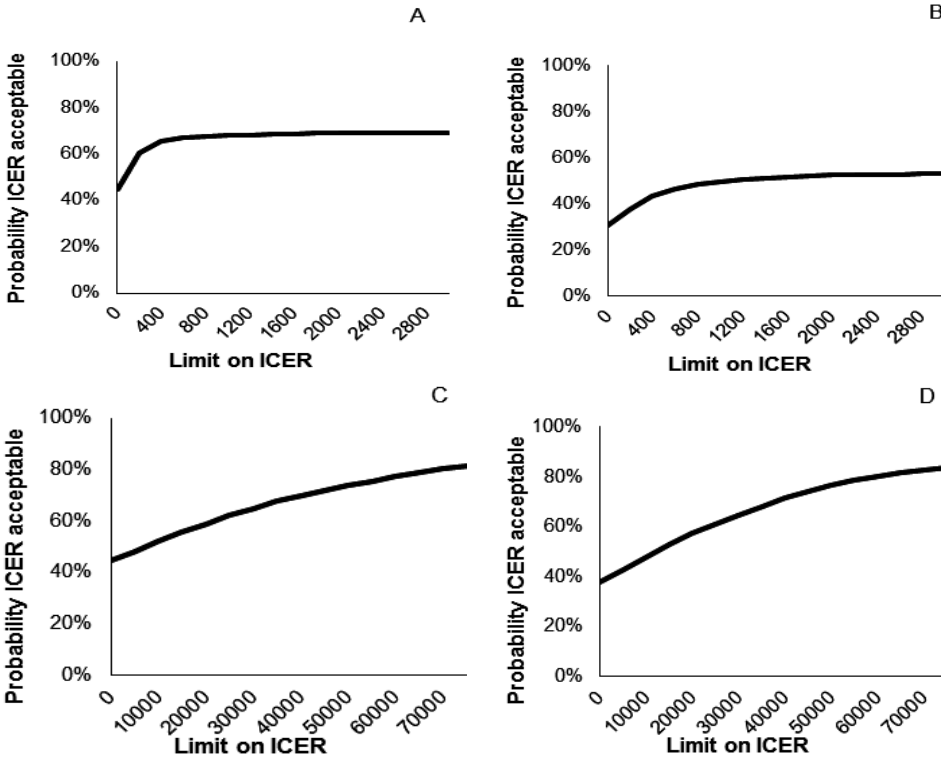 A
Probability ICER acceptable
100%
80%
60%
40%
20%
0%
0 400 800 1200 1600 2000 2400 2800
Limit on ICER
B
Probability ICER acceptable
100%
80%
60%
40%
20%
0%
0 400 800 1200 1600 2000 2400 2800
Limit on ICER
C
Probability ICER acceptable
100%
80%
60%
40%
20%
0%
0 10000 20000 30000 40000 50000 60000 70000
Limit on ICER
D
Probability ICER acceptable
100%
80%
60%
40%
20%
0%
0 10000 20000 30000 40000 50000 60000 70000
Limit on ICER